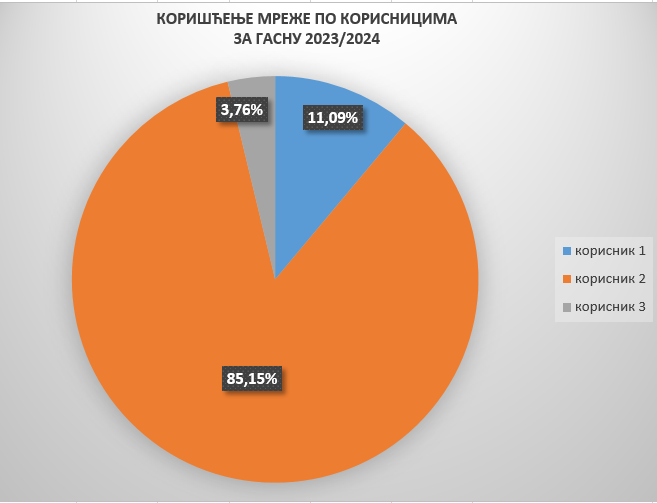 КОРИШЋЕЊЕ МРЕЖЕ ПО КОРИСНИЦИМА
ЗА ГАСНУ 2023/2024
3,76%
11,09%
корисник 1
корисник 2
корисник 3
85,15%